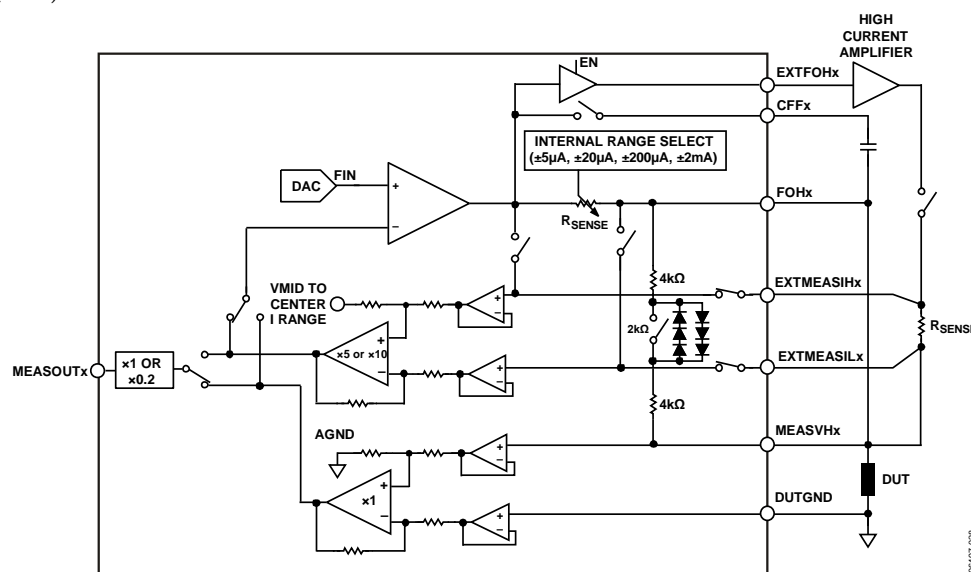 HIGH
CURRENT
AMPLIFIER
EN
EXTFOHx
CFFx
INTERNAL RANGE SELECT
(±5µA, ±20µA, ±200µA, ±2mA)
DAC
FIN
+
–
RSENSE
FOHx
4kΩ
VMID TO
CENTER
I RANGE
+
–
EXTMEASIHx
2kΩ
RSENSE
×5 or ×10
+
–
MEASOUTx
×1 OR
×0.2
+
–
EXTMEASILx
4kΩ
AGND
+
–
MEASVHx
×1
+
–
DUT
+
–
DUTGND